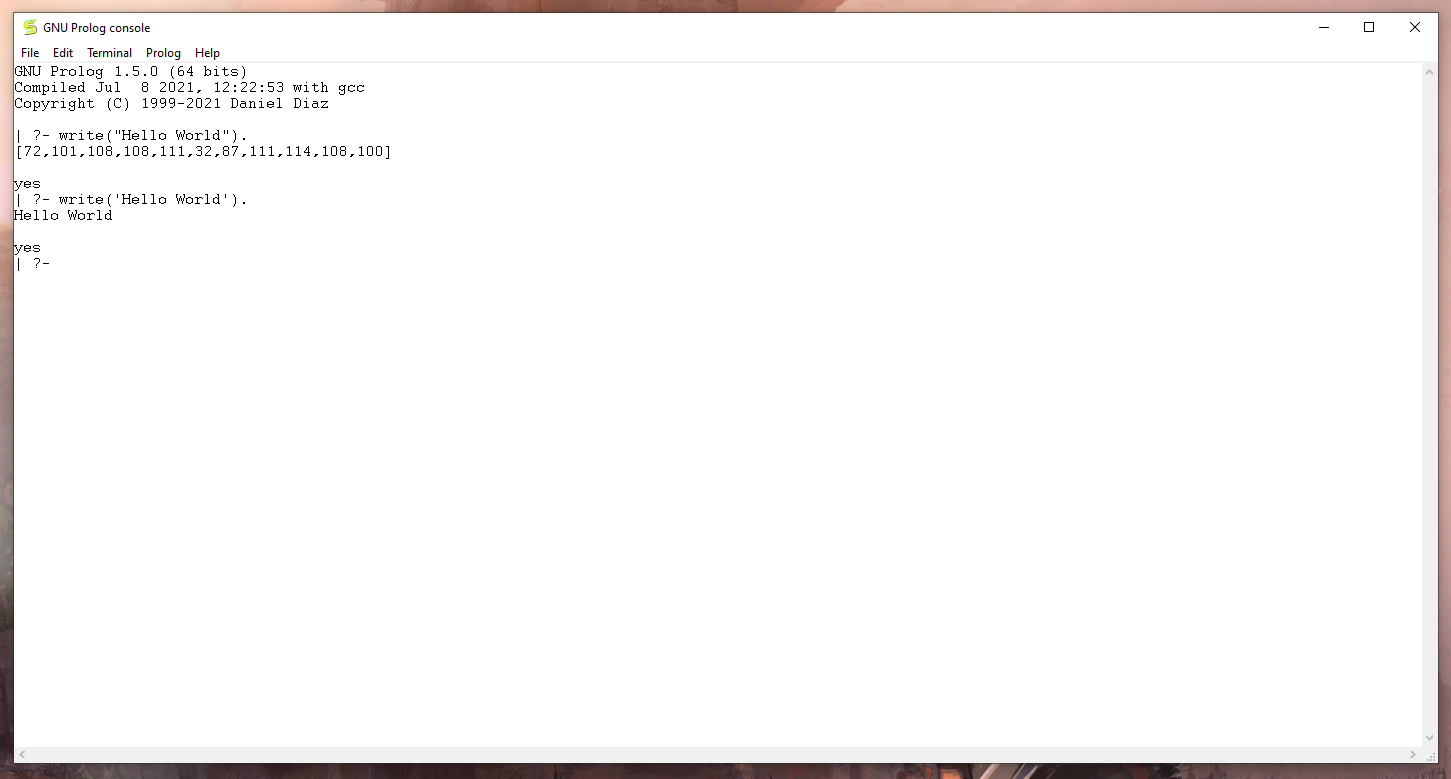 GNU Prolog console
File Edit Terminal Prolog Help
GNU Prolog 1.5.0 (64 bits)
Compiled Jul  8 2021, 12:22:53 with gcc
Copyright (C) 1999-2021 Daniel Diaz
| ?- write("Hello World").
[72,101,108,108,111,32,87,111,114,108,100]
yes
| ?- write('Hello World').
Hello World
yes
| ?-